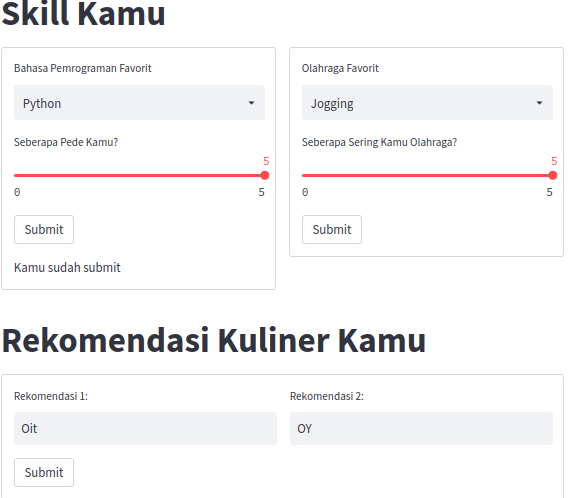 Skill Kamu
Bahasa Pemrograman Favorit
Python
Seberapa Pede Kamu?
5
0 5
Submit
Kamu sudah submit
Olahraga Favorit
Jogging
Seberapa Sering Kamu Olahraga?
5
0 5
Submit
Rekomendasi Kuliner Kamu
Rekomendasi 1:
Oit
Rekomendasi 2:
OY
Submit